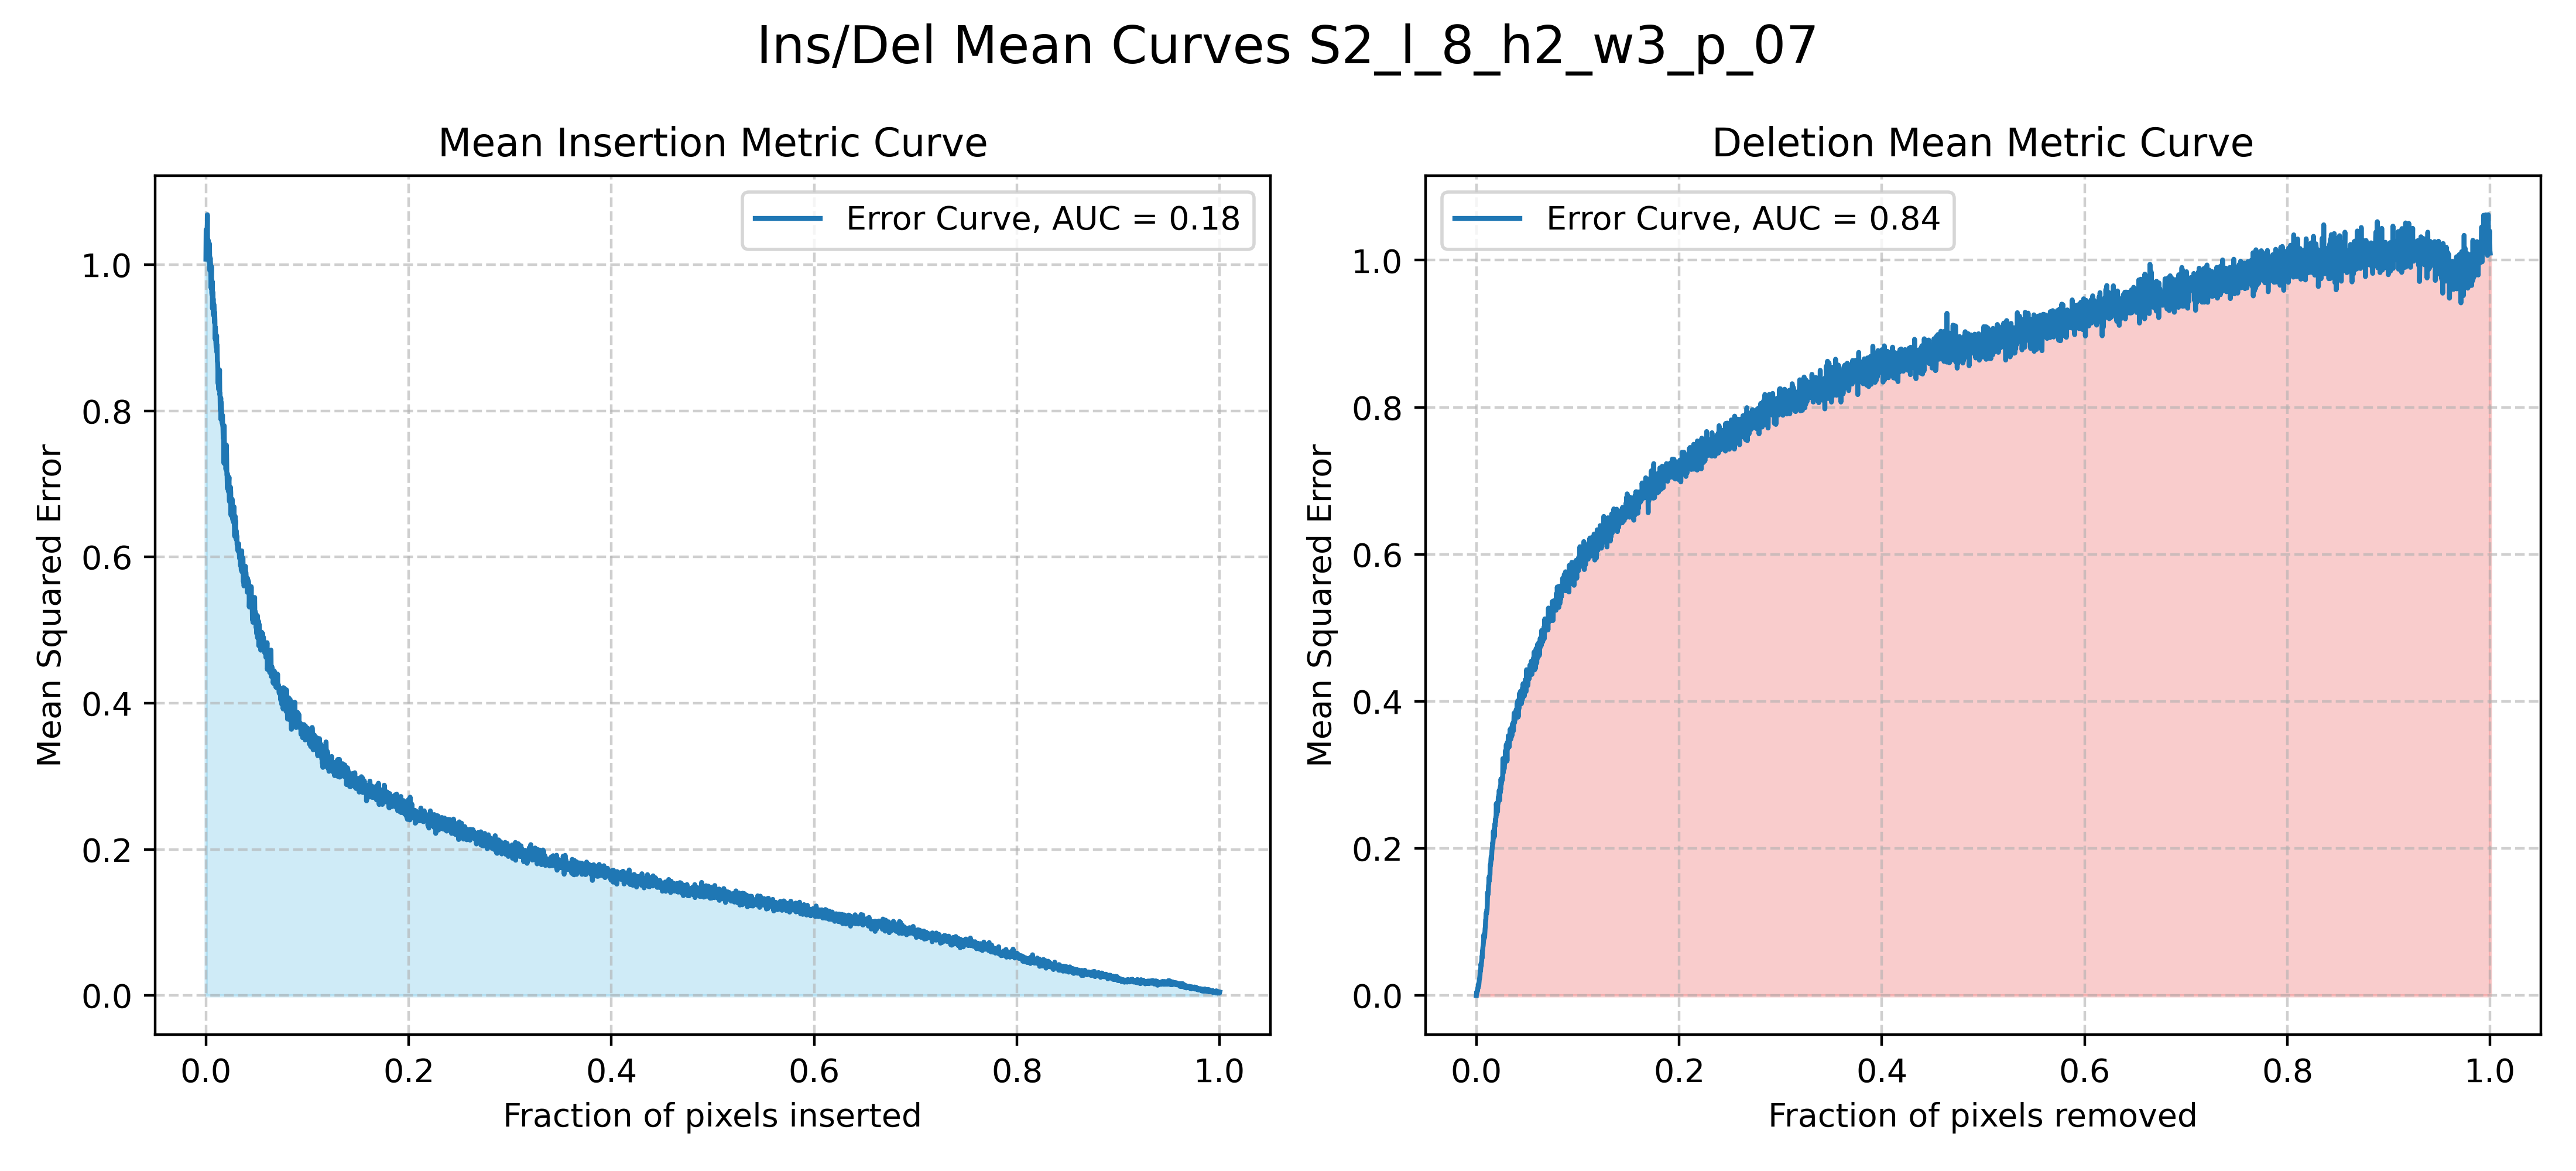 Ins/Del Mean Curves S2_l_8_h2_w3_p_07
Mean Insertion Metric Curve
Error Curve, AUC = 0.18
Mean Squared Error
1.0
0.8
0.6
0.4
0.2
0.0
0.0 0.2 0.4 0.6 0.8 1.0
Fraction of pixels inserted
Deletion Mean Metric Curve
Error Curve, AUC = 0.84
Mean Squared Error
1.0
0.8
0.6
0.4
0.2
0.0
0.0 0.2 0.4 0.6 0.8 1.0
Fraction of pixels removed